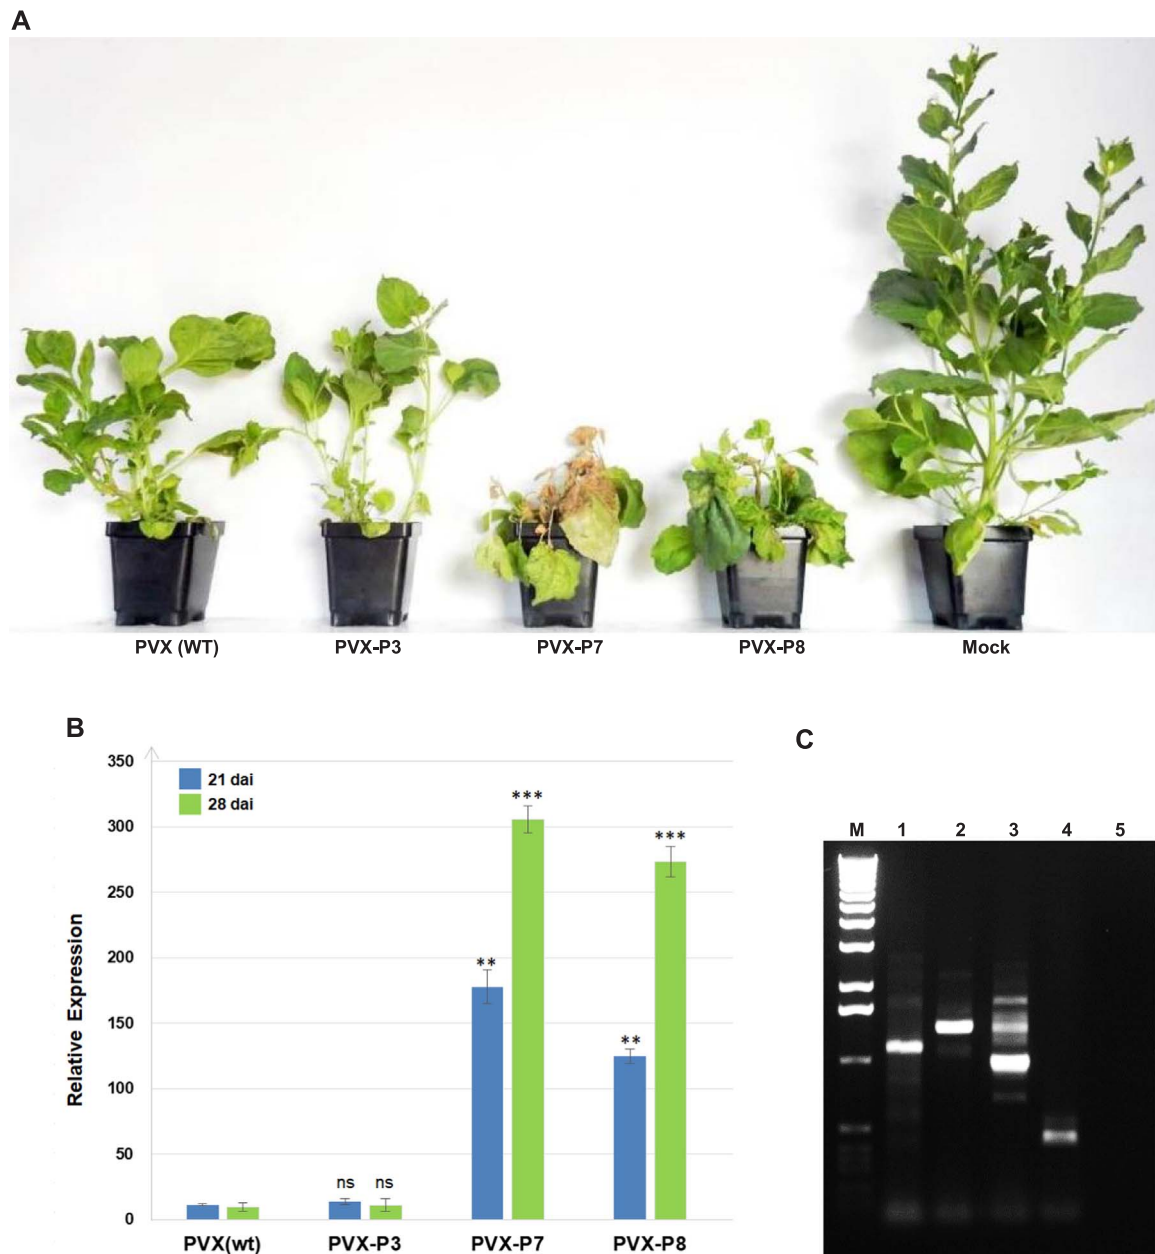 A
PVX (WT) PVX-P3 PVX-P7 PVX-P8 Mock
B
C
350
300
250
200
150
100
50
0
Relative Expression
21 dai
28 dai
ns ns
** ***
** ***
PVX(wt) PVX-P3 PVX-P7 PVX-P8
M 1 2 3 4 5